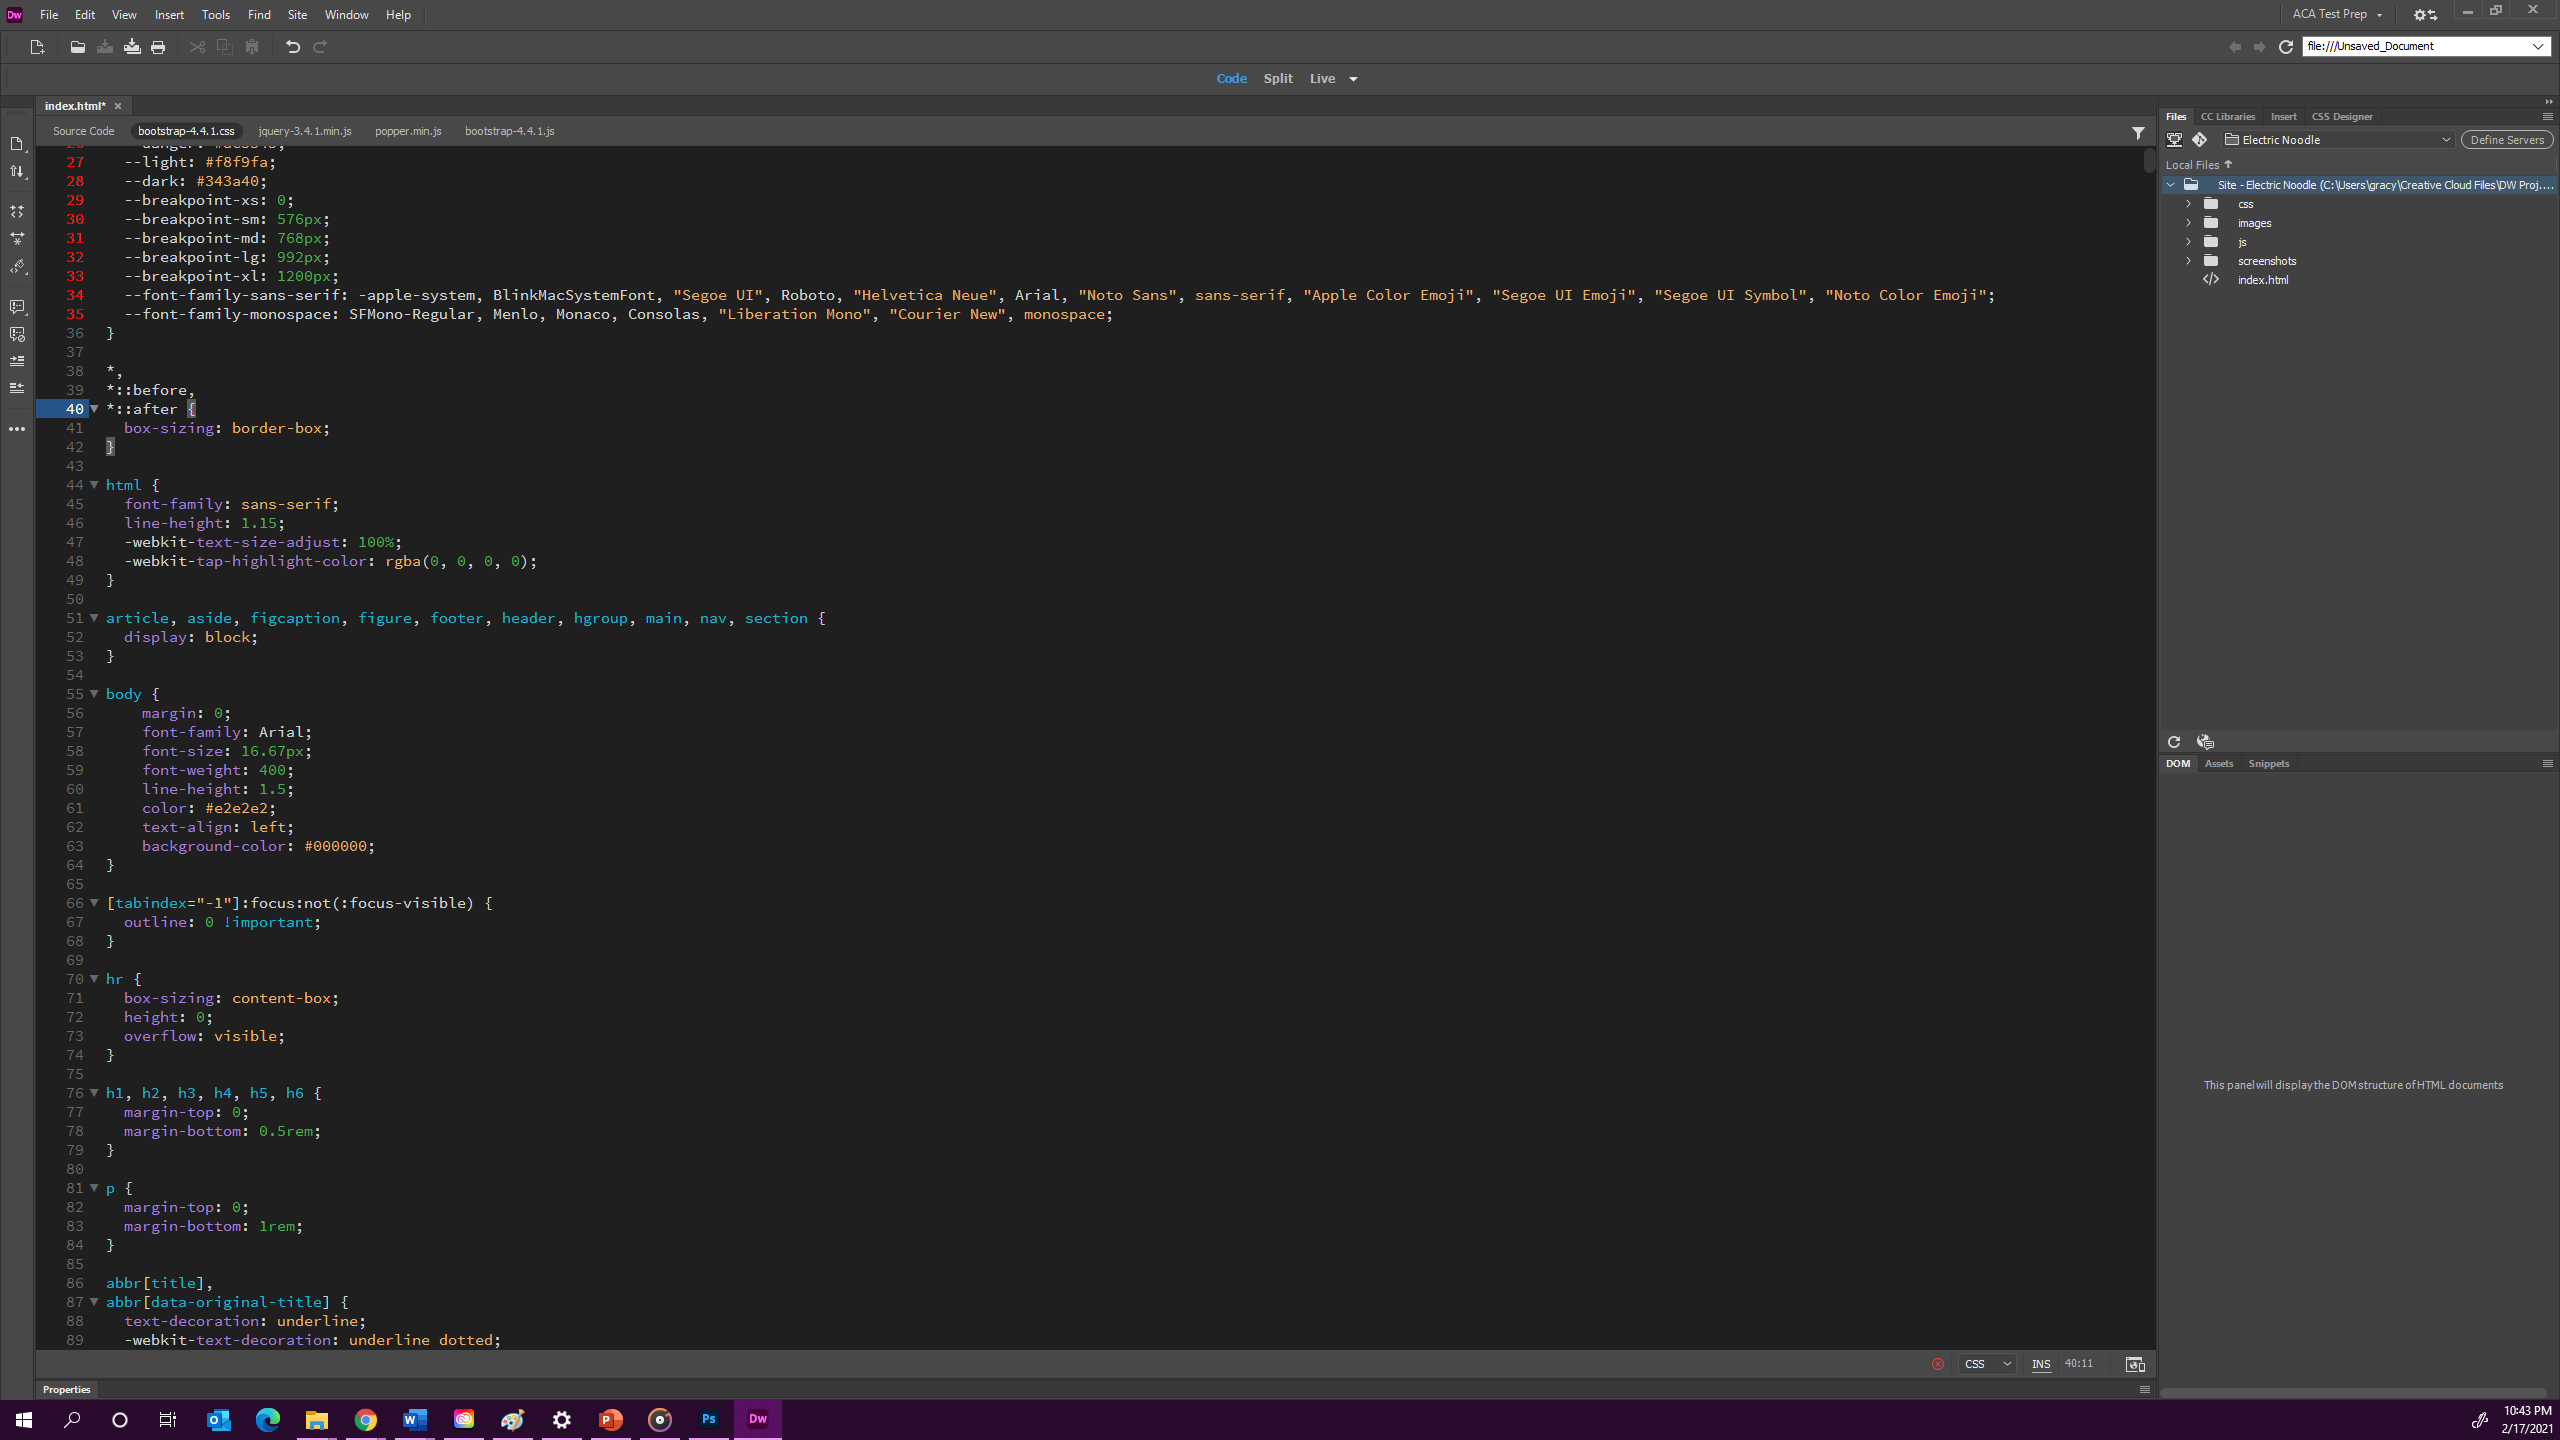 Dw File Edit View Insert Tools Find Site Window Help ACA Test Prep
file:///Unsaved_Document
Code Split Live
index.html*
Source Code bootstrap-4.4.1.css jquery-3.4.1.min.js popper.min.js bootstrap-4.4.1.js
27 --light: #f8f9fa;
28 --dark: #343a40;
29 --breakpoint-xs: 0;
30 --breakpoint-sm: 576px;
31 --breakpoint-md: 768px;
32 --breakpoint-lg: 992px;
33 --breakpoint-xl: 1200px;
34 --font-family-sans-serif: -apple-system, BlinkMacSystemFont, "Segoe UI", Roboto, "Helvetica Neue", Arial, "Noto Sans", sans-serif, "Apple Color Emoji", "Segoe UI Emoji", "Segoe UI Symbol", "Noto Color Emoji";
35 --font-family-monospace: SFMono-Regular, Menlo, Monaco, Consolas, "Liberation Mono", "Courier New", monospace;
36 }
37
38 *,
39 *::before,
40 *::after {
41 box-sizing: border-box;
42 }
43
44 html {
45 font-family: sans-serif;
46 line-height: 1.15;
47 -webkit-text-size-adjust: 100%;
48 -webkit-tap-highlight-color: rgba(0, 0, 0, 0);
49 }
50
51 article, aside, figcaption, figure, footer, header, hgroup, main, nav, section {
52 display: block;
53 }
54
55 body {
56 margin: 0;
57 font-family: Arial;
58 font-size: 16.67px;
59 font-weight: 400;
60 line-height: 1.5;
61 color: #e2e2e2;
62 text-align: left;
63 background-color: #000000;
64 }
65
66 [tabindex="-1"]:focus:not(:focus-visible) {
67 outline: 0 !important;
68 }
69
70 hr {
71 box-sizing: content-box;
72 height: 0;
73 overflow: visible;
74 }
75
76 h1, h2, h3, h4, h5, h6 {
77 margin-top: 0;
78 margin-bottom: 0.5rem;
79 }
80
81 p {
82 margin-top: 0;
83 margin-bottom: 1rem;
84 }
85
86 abbr[title],
87 abbr[data-original-title] {
88 text-decoration: underline;
89 -webkit-text-decoration: underline dotted;
CSS INS 40:11
Properties
Files CC Libraries Insert CSS Designer
Electric Noodle Define Servers
Local Files
Site - Electric Noodle (C:\Users\gracy\Creative Cloud Files\DW Proj....
css
images
js
screenshots
index.html
DOM Assets Snippets
This panel will display the DOM structure of HTML documents
Ps Dw
10:43 PM
2/17/2021